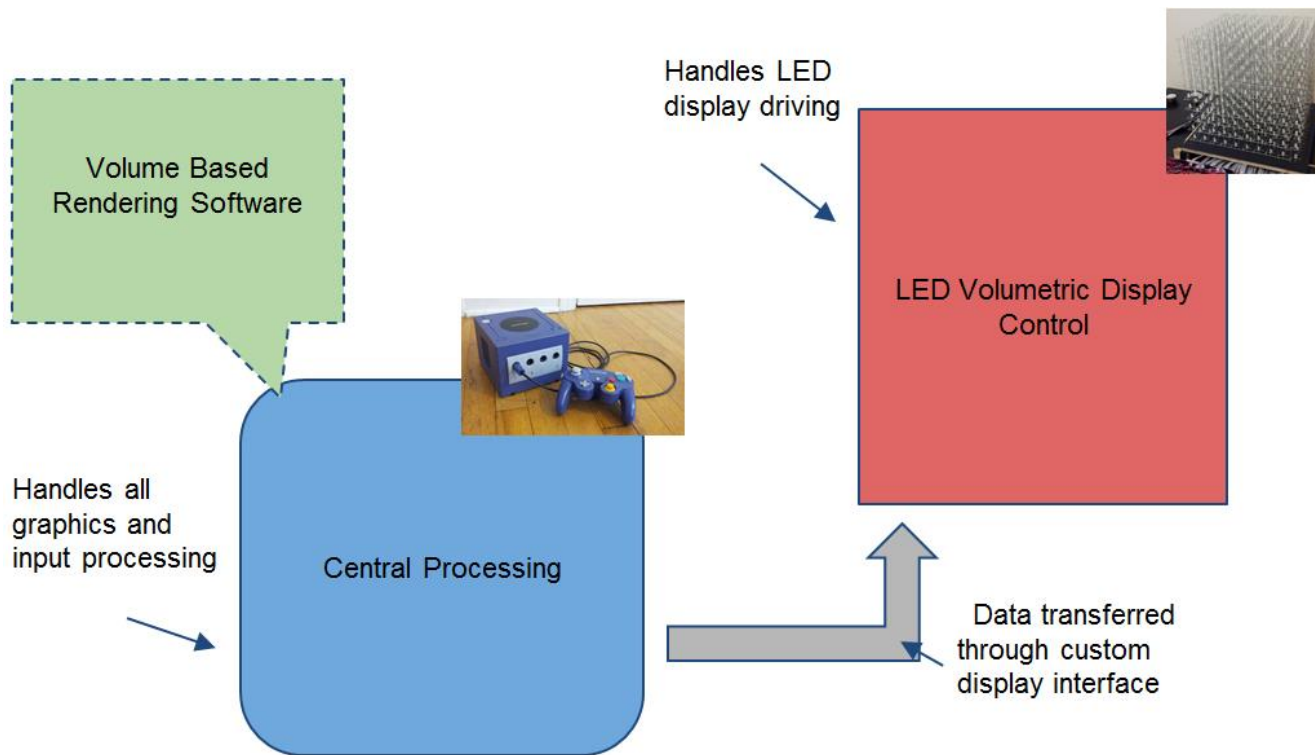 Handles LED
display driving
Volume Based
Rendering Software
LED Volumetric Display
Control
Handles all
graphics and
input processing
Central Processing
Data transferred
through custom
display interface